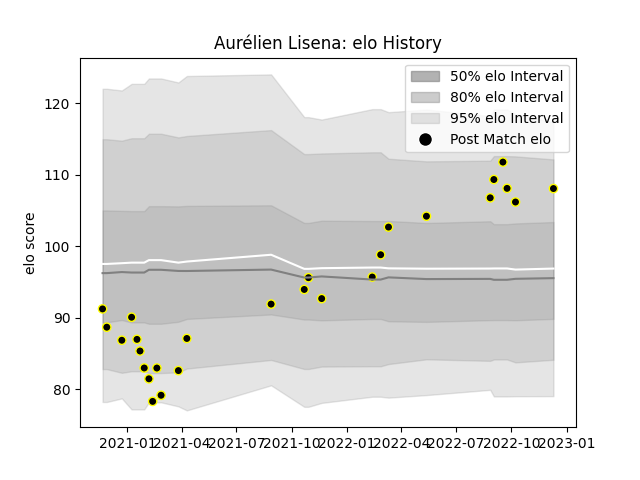 Aurélien Lisena: elo History
50% elo Interval
80% elo Interval
95% elo Interval
Post Match elo
elo score
120
110
100
90
80
2021-01 2021-04 2021-07 2021-10 2022-01 2022-04 2022-07 2022-10 2023-01